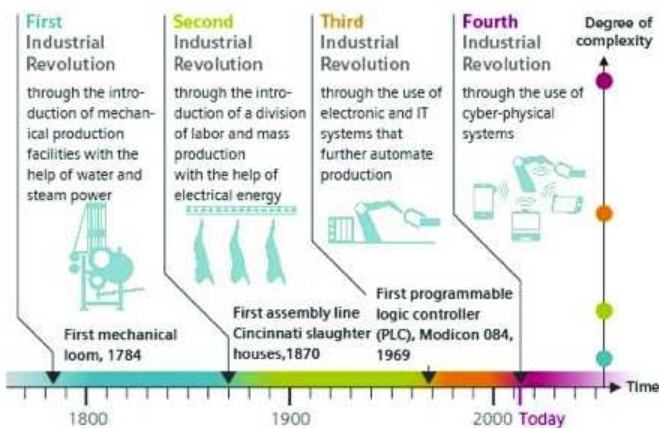 First
Industrial
Revolution
through the intro-
duction of mechan-
ical production
facilities with the
help of water and
steam power
First mechanical
loom, 1784
Second
Industrial
Revolution
through the intro-
duction of a division
of labor and mass
production
with the help of
electrical energy
First assembly line
Cincinnati slaughter
houses,1870
Third
Industrial
Revolution
through the use of
electronic and IT
systems that
further automate
production
First programmable
logic controller
(PLC), Modicon 084,
1969
Fourth
Industrial
Revolution
through the use of
cyber-physical
systems
Degree of
complexity
Time
1800
1900
2000
Today